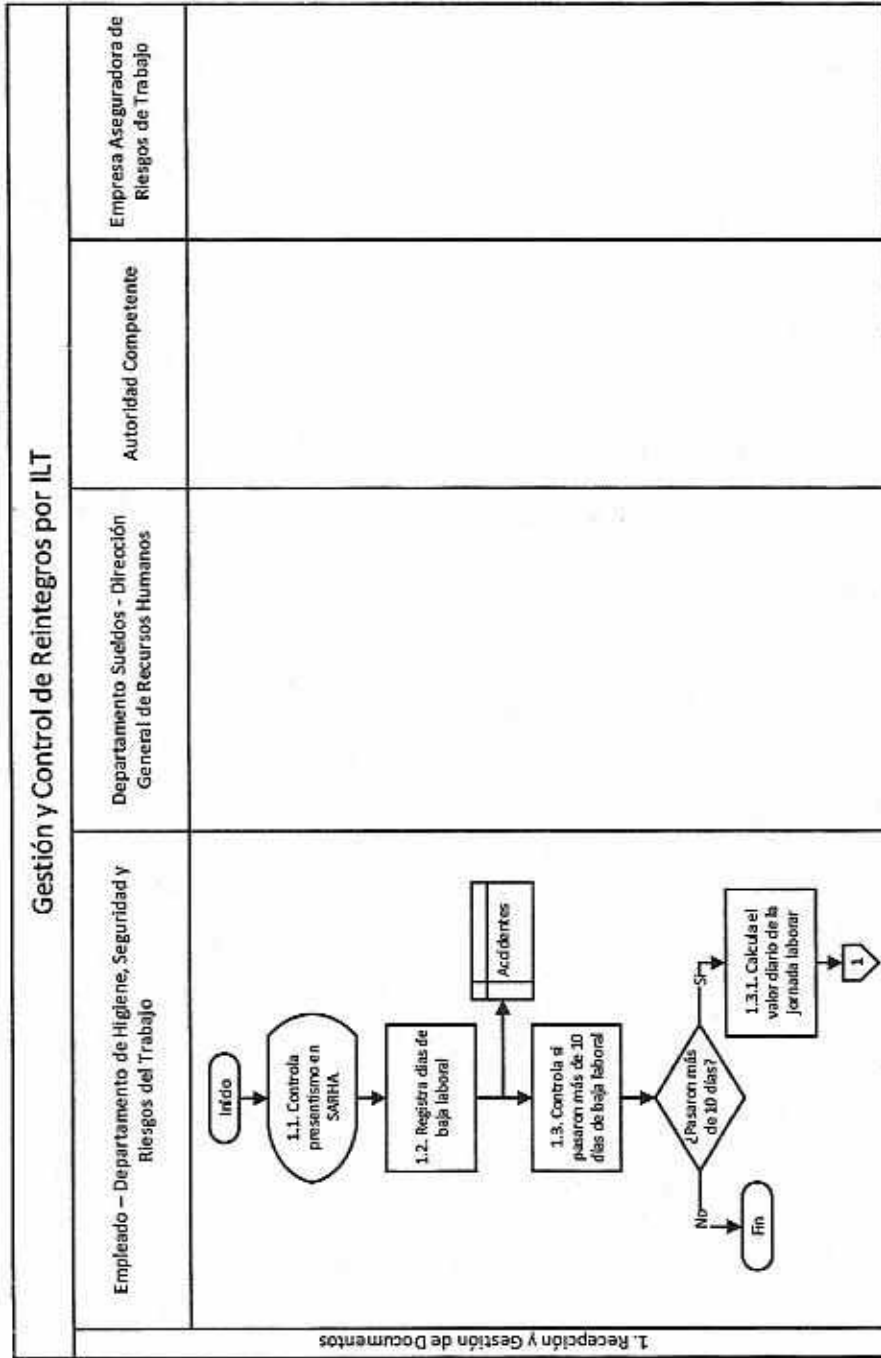 Gestión y Control de Reintegros por ILT
Empleado – Departamento de Higiene, Seguridad y
Riesgos del Trabajo
Departamento Sueldos - Dirección
General de Recursos Humanos
Autoridad Competente
Empresa Aseguradora de
Riesgos de Trabajo
1. Recepción y Gestión de Documentos
Inicio
1.1. Controla
presentismo en
SARHA.
1.2. Registra días de
baja laboral
Accidentes
1.3. Controla si
pasaron más de 10
días de baja laboral
¿Pasaron más
de 10 días?
No
Si
Fin
1.3.1. Calcula el
valor diario de la
jornada laborar
1